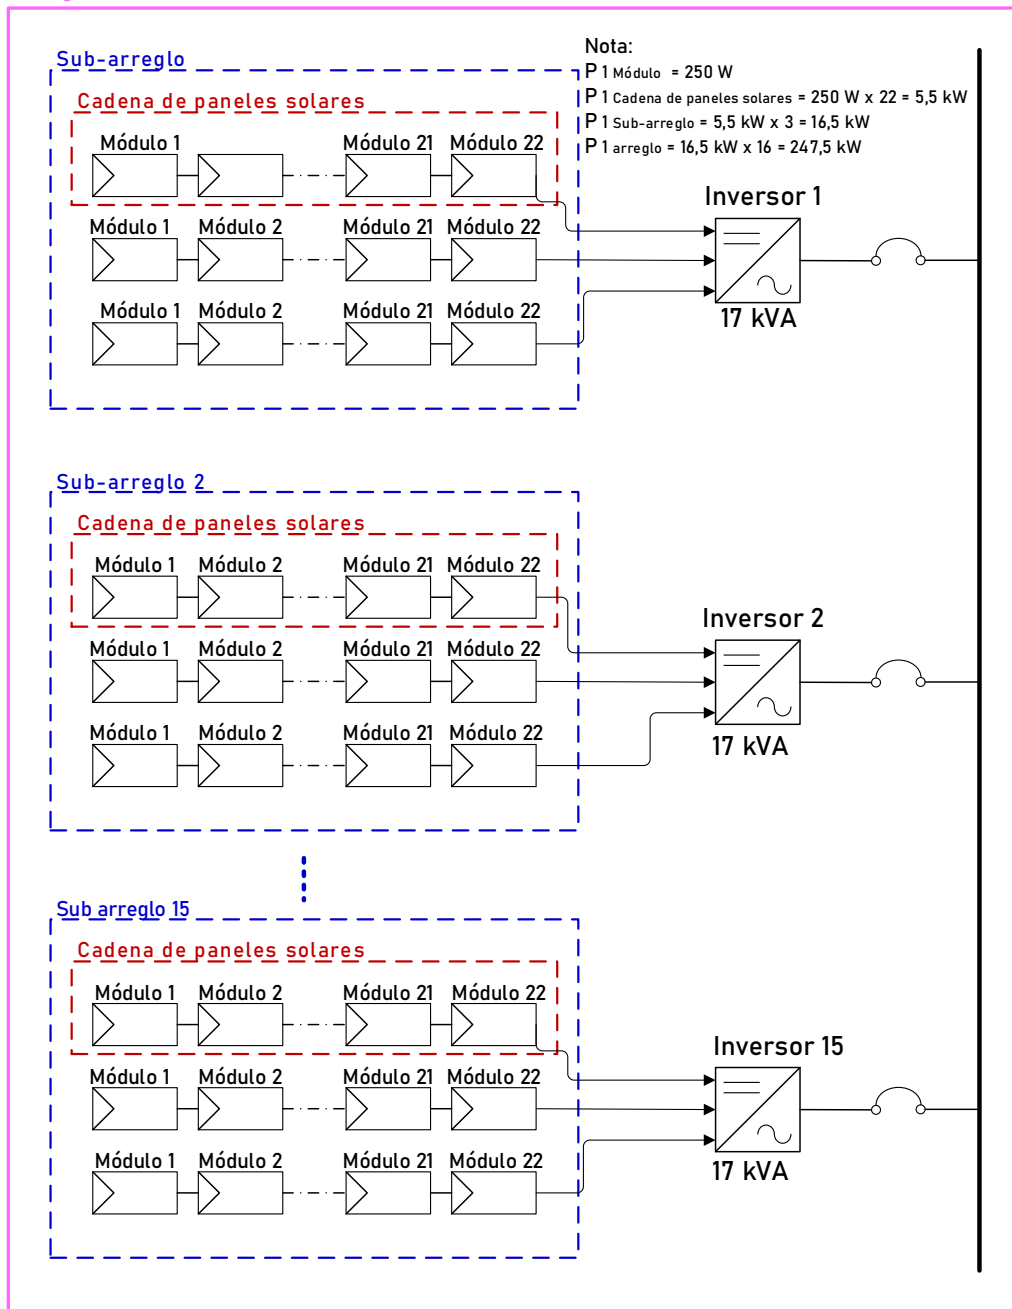 Sub-arreglo
Nota:
P 1 Módulo = 250 W
P 1 Cadena de paneles solares = 250 W x 22 = 5,5 kW
P 1 Sub-arreglo = 5,5 kW x 3 = 16,5 kW
P 1 arreglo = 16,5 kW x 16 = 247,5 kW
Cadena de paneles solares
Módulo 1 Módulo 21 Módulo 22
Inversor 1
Módulo 1 Módulo 2 Módulo 21 Módulo 22
Módulo 1 Módulo 2 Módulo 21 Módulo 22
17 kVA
Sub-arreglo 2
Cadena de paneles solares
Módulo 1 Módulo 2 Módulo 21 Módulo 22
Inversor 2
Módulo 1 Módulo 2 Módulo 21 Módulo 22
Módulo 1 Módulo 2 Módulo 21 Módulo 22
17 kVA
Sub arreglo 15
Cadena de paneles solares
Módulo 1 Módulo 2 Módulo 21 Módulo 22
Inversor 15
Módulo 1 Módulo 2 Módulo 21 Módulo 22
Módulo 1 Módulo 2 Módulo 21 Módulo 22
17 kVA